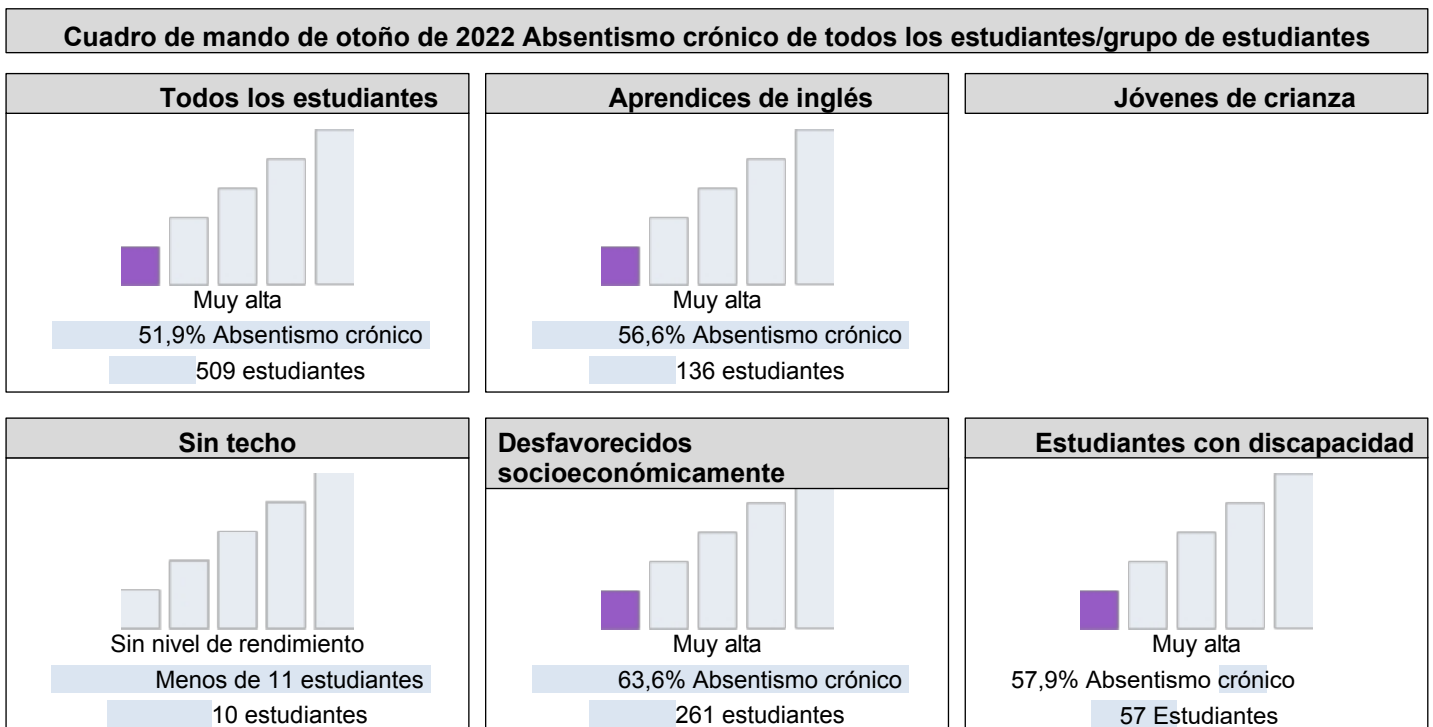 Cuadro de mando de otoño de 2022 Absentismo crónico de todos los estudiantes/grupo de estudiantes
Todos los estudiantes
Muy alta
51,9% Absentismo crónico
509 estudiantes
Aprendices de inglés
Muy alta
56,6% Absentismo crónico
136 estudiantes
Jóvenes de crianza
Sin techo
Sin nivel de rendimiento
Menos de 11 estudiantes
10 estudiantes
Desfavorecidos
socioeconómicamente
Muy alta
63,6% Absentismo crónico
261 estudiantes
Estudiantes con discapacidad
Muy alta
57,9% Absentismo crónico
57 Estudiantes